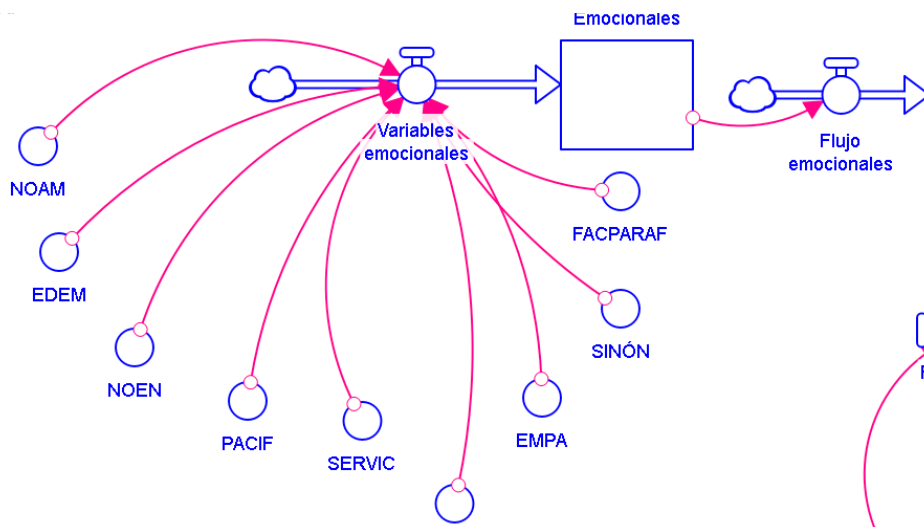 Emocionales
Variables
emocionales
Flujo
emocionales
NOAM
FACPARAF
EDEM
SINÓN
NOEN
PACIF
EMPA
SERVIC